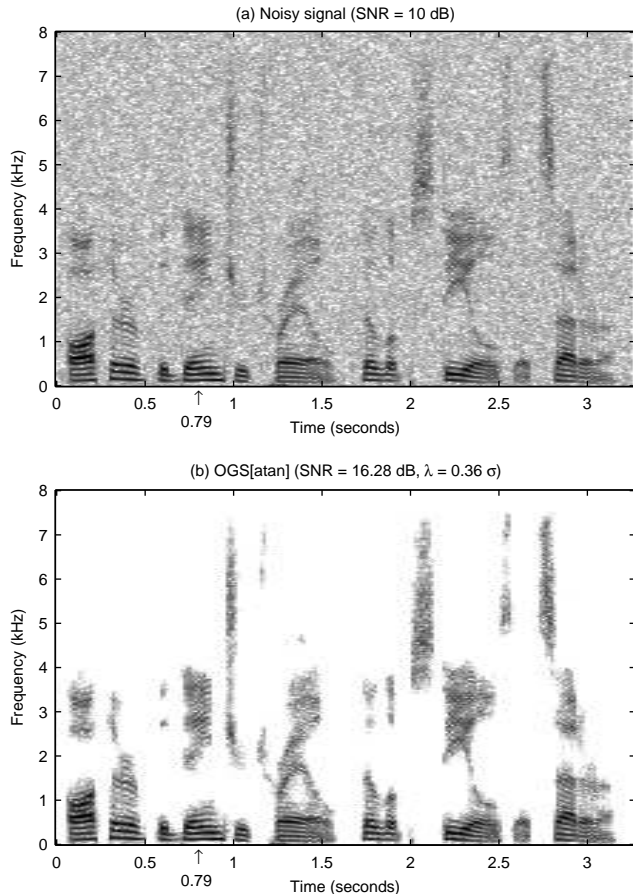 (a) Noisy signal (SNR = 10 dB)
8
7
6
5
4
3
2
1
0
Frequency (kHz)
0 0.5 1 1.5 2 2.5 3
↑
0.79
Time (seconds)
(b) OGS[atan] (SNR = 16.28 dB, λ = 0.36 σ)
8
7
6
5
4
3
2
1
0
Frequency (kHz)
0 0.5 1 1.5 2 2.5 3
↑
0.79
Time (seconds)